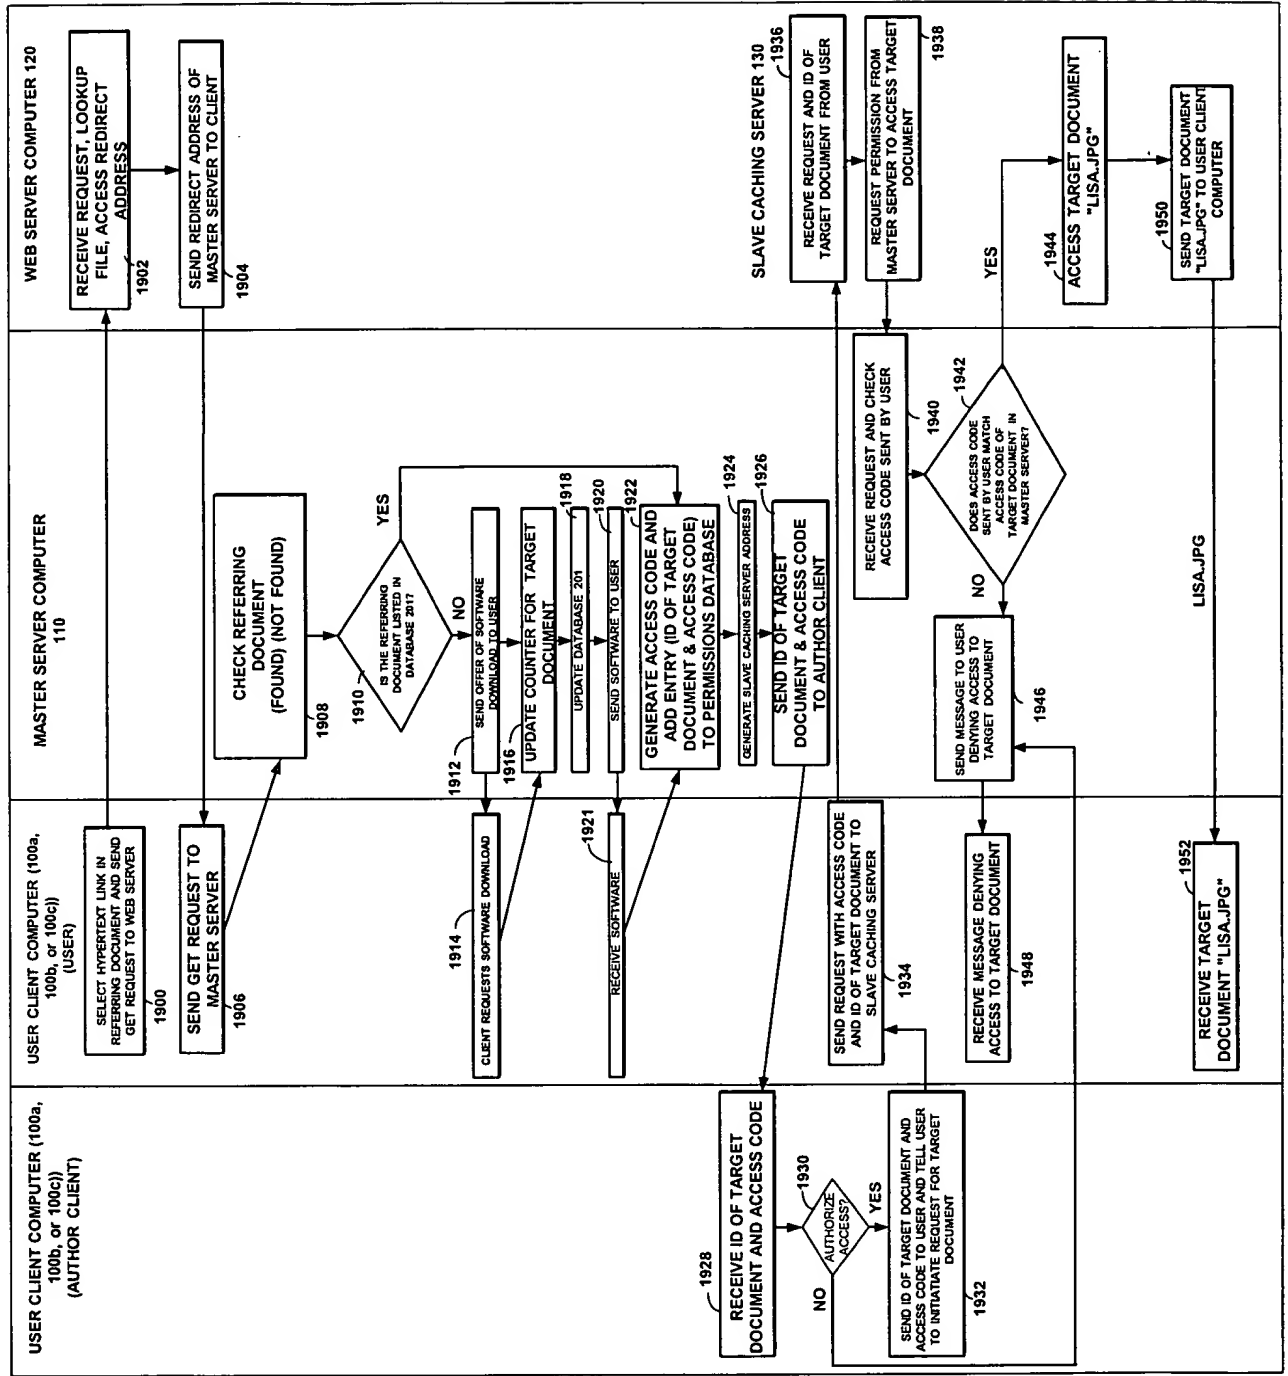 USER CLIENT COMPUTER (100a,
100b, or 100c))
(AUTHOR CLIENT)
USER CLIENT COMPUTER (100a,
100b, or 100c))
(USER)
MASTER SERVER COMPUTER
110
WEB SERVER COMPUTER 120
SELECT HYPERTEXT LINK IN
REFERRING DOCUMENT AND SEND
GET REQUEST TO WEB SERVER
1900
RECEIVE REQUEST, LOOKUP
FILE, ACCESS REDIRECT
ADDRESS
1902
SEND REDIRECT ADDRESS OF
MASTER SERVER TO CLIENT
1904
SEND GET REQUEST TO
MASTER SERVER
1906
CHECK REFERRING
DOCUMENT
(FOUND) (NOT FOUND)
1908
1910
IS THE REFERRING
DOCUMENT LISTED IN
DATABASE 201?
YES
NO
1912
SEND OFFER OF SOFTWARE
DOWNLOAD TO USER
1914
CLIENT REQUESTS SOFTWARE DOWNLOAD
1916
UPDATE COUNTER FOR TARGET
DOCUMENT
1918
UPDATE DATABASE 201
1920
SEND SOFTWARE TO USER
1921
RECEIVE SOFTWARE
1922
GENERATE ACCESS CODE AND
ADD ENTRY (ID OF TARGET
DOCUMENT & ACCESS CODE)
TO PERMISSIONS DATABASE
1924
GENERATE SLAVE CACHING SERVER ADDRESS
1926
SEND ID OF TARGET
DOCUMENT & ACCESS CODE
TO AUTHOR CLIENT
1928
RECEIVE ID OF TARGET
DOCUMENT AND ACCESS CODE
1930
AUTHORIZE
ACCESS?
NO
YES
SEND ID OF TARGET DOCUMENT AND
ACCESS CODE TO USER AND TELL USER
TO INITIATIATE REQUEST FOR TARGET
DOCUMENT
1932
SEND REQUEST WITH ACCESS CODE
AND ID OF TARGET DOCUMENT TO
SLAVE CACHING SERVER
1934
SLAVE CACHING SERVER 130
1936
RECEIVE REQUEST AND ID OF
TARGET DOCUMENT FROM USER
REQUEST PERMISSION FROM
MASTER SERVER TO ACCESS TARGET
DOCUMENT
1938
RECEIVE REQUEST AND CHECK
ACCESS CODE SENT BY USER
1940
1942
DOES ACCESS CODE
SENT BY USER MATCH
ACCESS CODE OF
TARGET DOCUMENT IN
MASTER SERVER?
NO
YES
1944
ACCESS TARGET DOCUMENT
"LISA.JPG"
SEND MESSAGE TO USER
DENYING ACCESS TO
TARGET DOCUMENT
1946
RECEIVE MESSAGE DENYING
ACCESS TO TARGET DOCUMENT
1948
1950
SEND TARGET DOCUMENT
"LISA.JPG" TO USER CLIENT
COMPUTER
LISA.JPG
1952
RECEIVE TARGET
DOCUMENT "LISA.JPG"